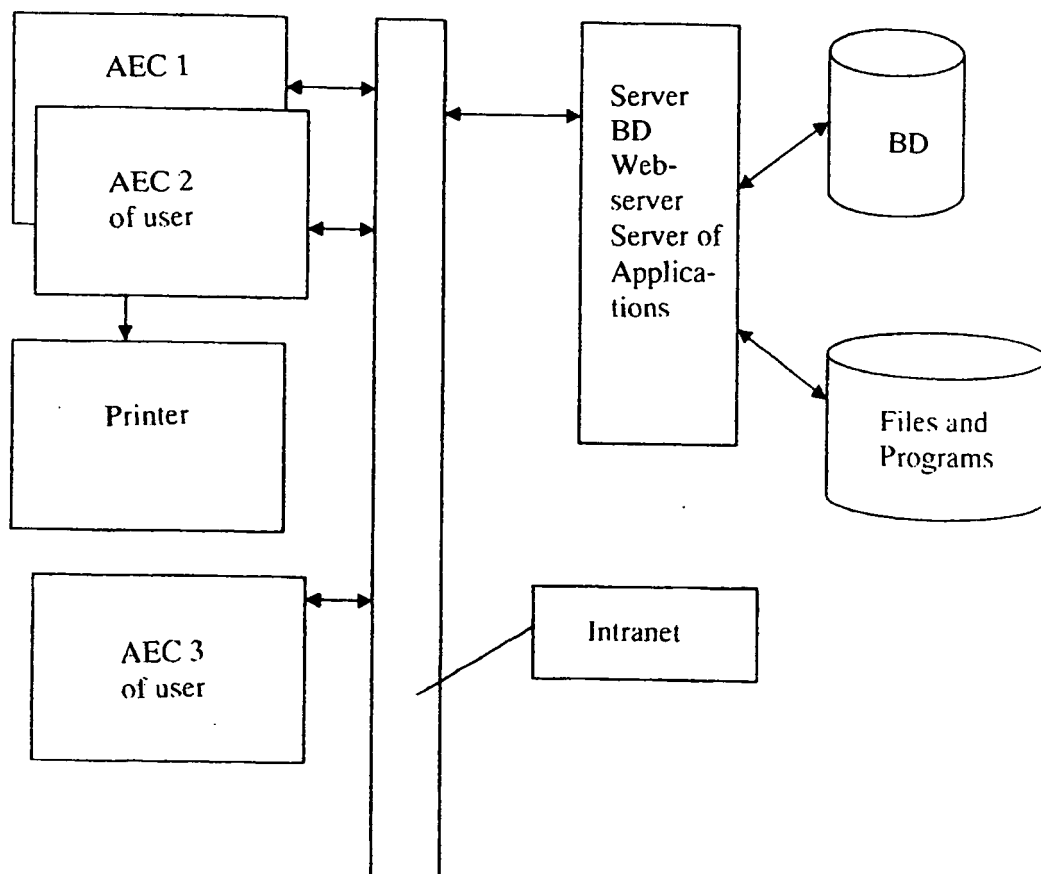 AEC 1
AEC 2
of user
Printer
AEC 3
of user
Server
BD
Web-
server
Server of
Applica-
tions
BD
Files and
Programs
Intranet